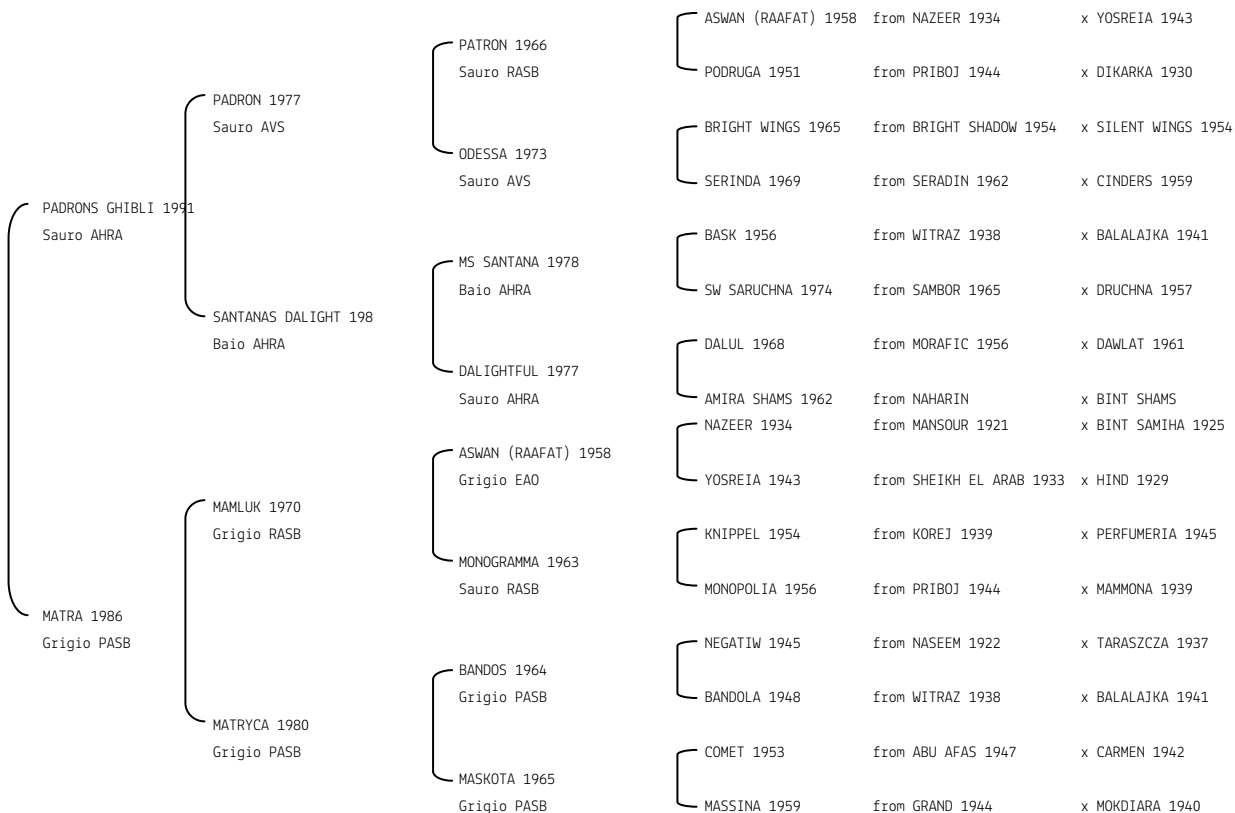 ASWAN (RAAFAT) 1958 from NAZEER 1934 x YOSREIA 1943
PATRON 1966
Sauro RASB
PODRUGA 1951 from PRIBOJ 1944 x DIKARKA 1930
PADRON 1977
Sauro AVS
BRIGHT WINGS 1965 from BRIGHT SHADOW 1954 x SILENT WINGS 1954
ODESSA 1973
Sauro AVS
SERINDA 1969 from SERADIN 1962 x CINDERS 1959
PADRONS GHIBLI 1991
Sauro AHRA
BASK 1956 from WITRAZ 1938 x BALALAJKA 1941
MS SANTANA 1978
Baio AHRA
SW SARUCHNA 1974 from SAMBOR 1965 x DRUCHNA 1957
SANTANAS DALIGHT 198
Baio AHRA
DALUL 1968 from MORAFIC 1956 x DAWLAT 1961
DALIGHTFUL 1977
Sauro AHRA
AMIRA SHAMS 1962 from NAHARIN x BINT SHAMS
NAZEER 1934 from MANSOUR 1921 x BINT SAMIHA 1925
ASWAN (RAAFAT) 1958
Grigio EAO
YOSREIA 1943 from SHEIKH EL ARAB 1933 x HIND 1929
MAMLUK 1970
Grigio RASB
KNIPPEL 1954 from KOREJ 1939 x PERFUMERIA 1945
MONOGRAMMA 1963
Sauro RASB
MONOPOLIA 1956 from PRIBOJ 1944 x MAMMONA 1939
MATRA 1986
Grigio PASB
NEGATIW 1945 from NASEEM 1922 x TARASZCZA 1937
BANDOS 1964
Grigio PASB
BANDOLA 1948 from WITRAZ 1938 x BALALAJKA 1941
MATRYCA 1980
Grigio PASB
COMET 1953 from ABU AFAS 1947 x CARMEN 1942
MASKOTA 1965
Grigio PASB
MASSINA 1959 from GRAND 1944 x MOKDIARA 1940